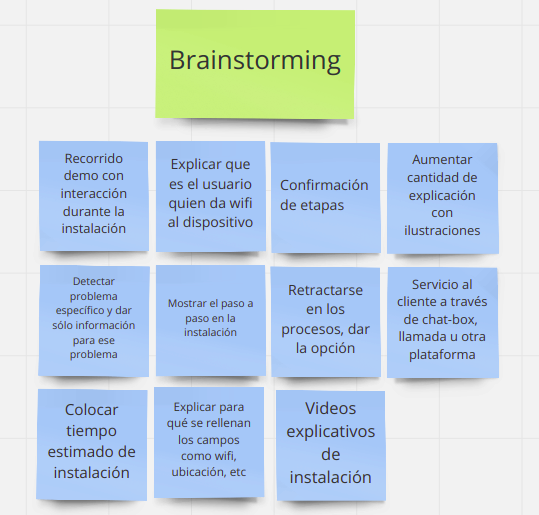 Brainstorming
Recorrido
demo con
interacción
durante la
instalación
Explicar que
es el usuario
quien da wifi
al dispositivo
Confirmación
de etapas
Aumentar
cantidad de
explicación
con
ilustraciones
Detectar
problema
específico y dar
sólo información
para ese
problema
Mostrar el paso a
paso en la
instalación
Retractarse
en los
procesos, dar
la opción
Servicio al
cliente a través
de chat-box,
llamada u otra
plataforma
Colocar
tiempo
estimado de
instalación
Explicar para
qué se rellenan
los campos
como wifi,
ubicación, etc
Videos
explicativos
de
instalación